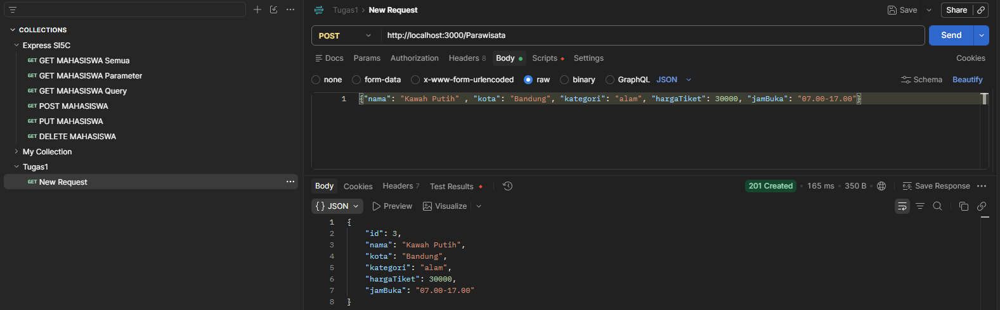 Tugas1 > New Request
Save
Share
COLLECTIONS
Express SI5C
GET GET MAHASISWA Semua
GET GET MAHASISWA Parameter
GET GET MAHASISWA Query
GET POST MAHASISWA
GET PUT MAHASISWA
GET DELETE MAHASISWA
My Collection
Tugas1
GET New Request
HTTP
POST http://localhost:3000/Parawisata Send
Docs Params Authorization Headers 8 Body Scripts Settings Cookies
none form-data x-www-form-urlencoded raw binary GraphQL JSON Schema Beautify
1 {"nama": "Kawah Putih" , "kota": "Bandung", "kategori": "alam", "hargaTiket": 30000, "jamBuka": "07.00-17.00"}
Body Cookies Headers 7 Test Results 201 Created 165 ms 350 B e.g. Save Response
{} JSON Preview Visualize
1 {
2 "id": 3,
3 "nama": "Kawah Putih",
4 "kota": "Bandung",
5 "kategori": "alam",
6 "hargaTiket": 30000,
7 "jamBuka": "07.00-17.00"
8 }